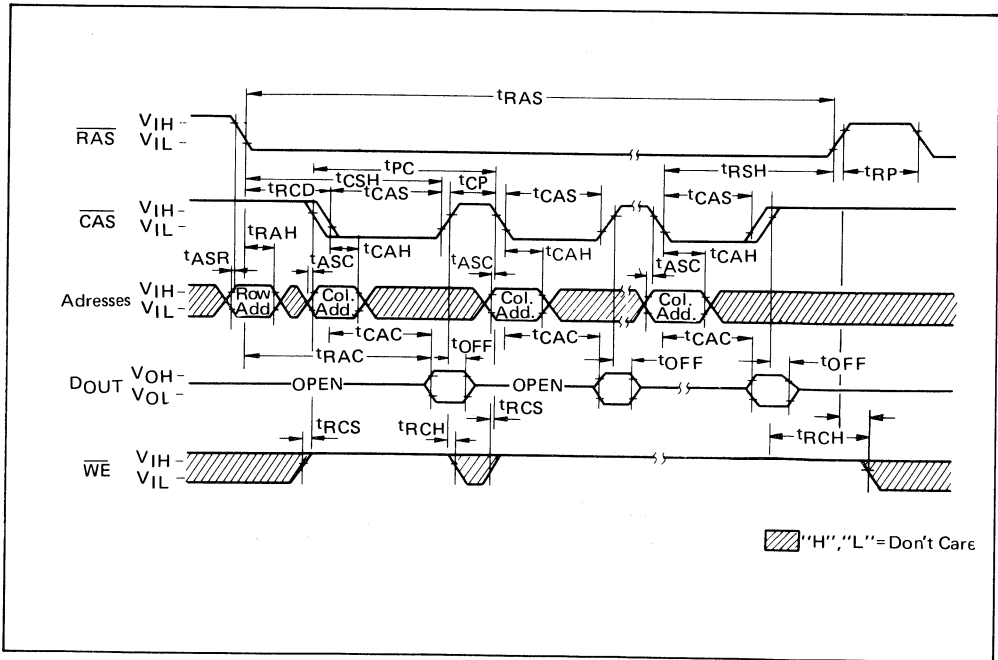 tRAS
RAS VIH
VIL
tPC
tCSH
tRSH
tRP
tRCD tCAS tCP tCAS tCAS
CAS VIH
VIL
tRAH tCAH tCAH tCAH
tASR tASC tASC tASC
Adresses VIH
VIL
Row Add. Col. Add. Col. Add. Col. Add.
tCAC tCAC tCAC
tRAC tOFF tOFF tOFF
DOUT VOH
VOL
OPEN OPEN
tRCS tRCH tRCS tRCH
WE VIH
VIL
"H","L"=Don't Care